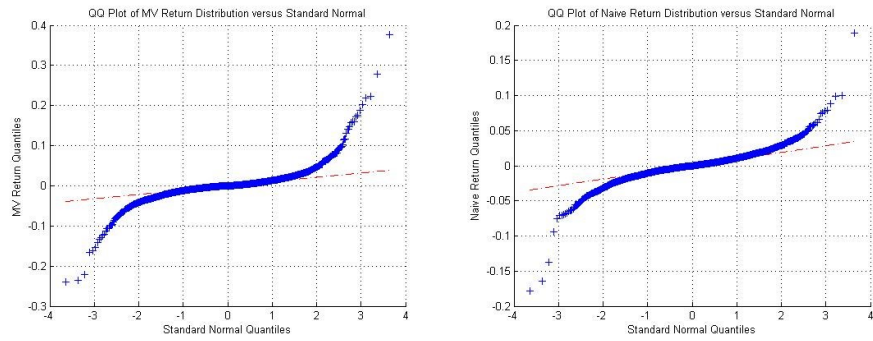 QQ Plot of MV Return Distribution versus Standard Normal
MV Return Quantiles
0.4
0.3
0.2
0.1
0
-0.1
-0.2
-0.3
-4 -3 -2 -1 0 1 2 3 4
Standard Normal Quantiles
QQ Plot of Naive Return Distribution versus Standard Normal
Naive Return Quantiles
0.2
0.15
0.1
0.05
0
-0.05
-0.1
-0.15
-0.2
-4 -3 -2 -1 0 1 2 3 4
Standard Normal Quantiles